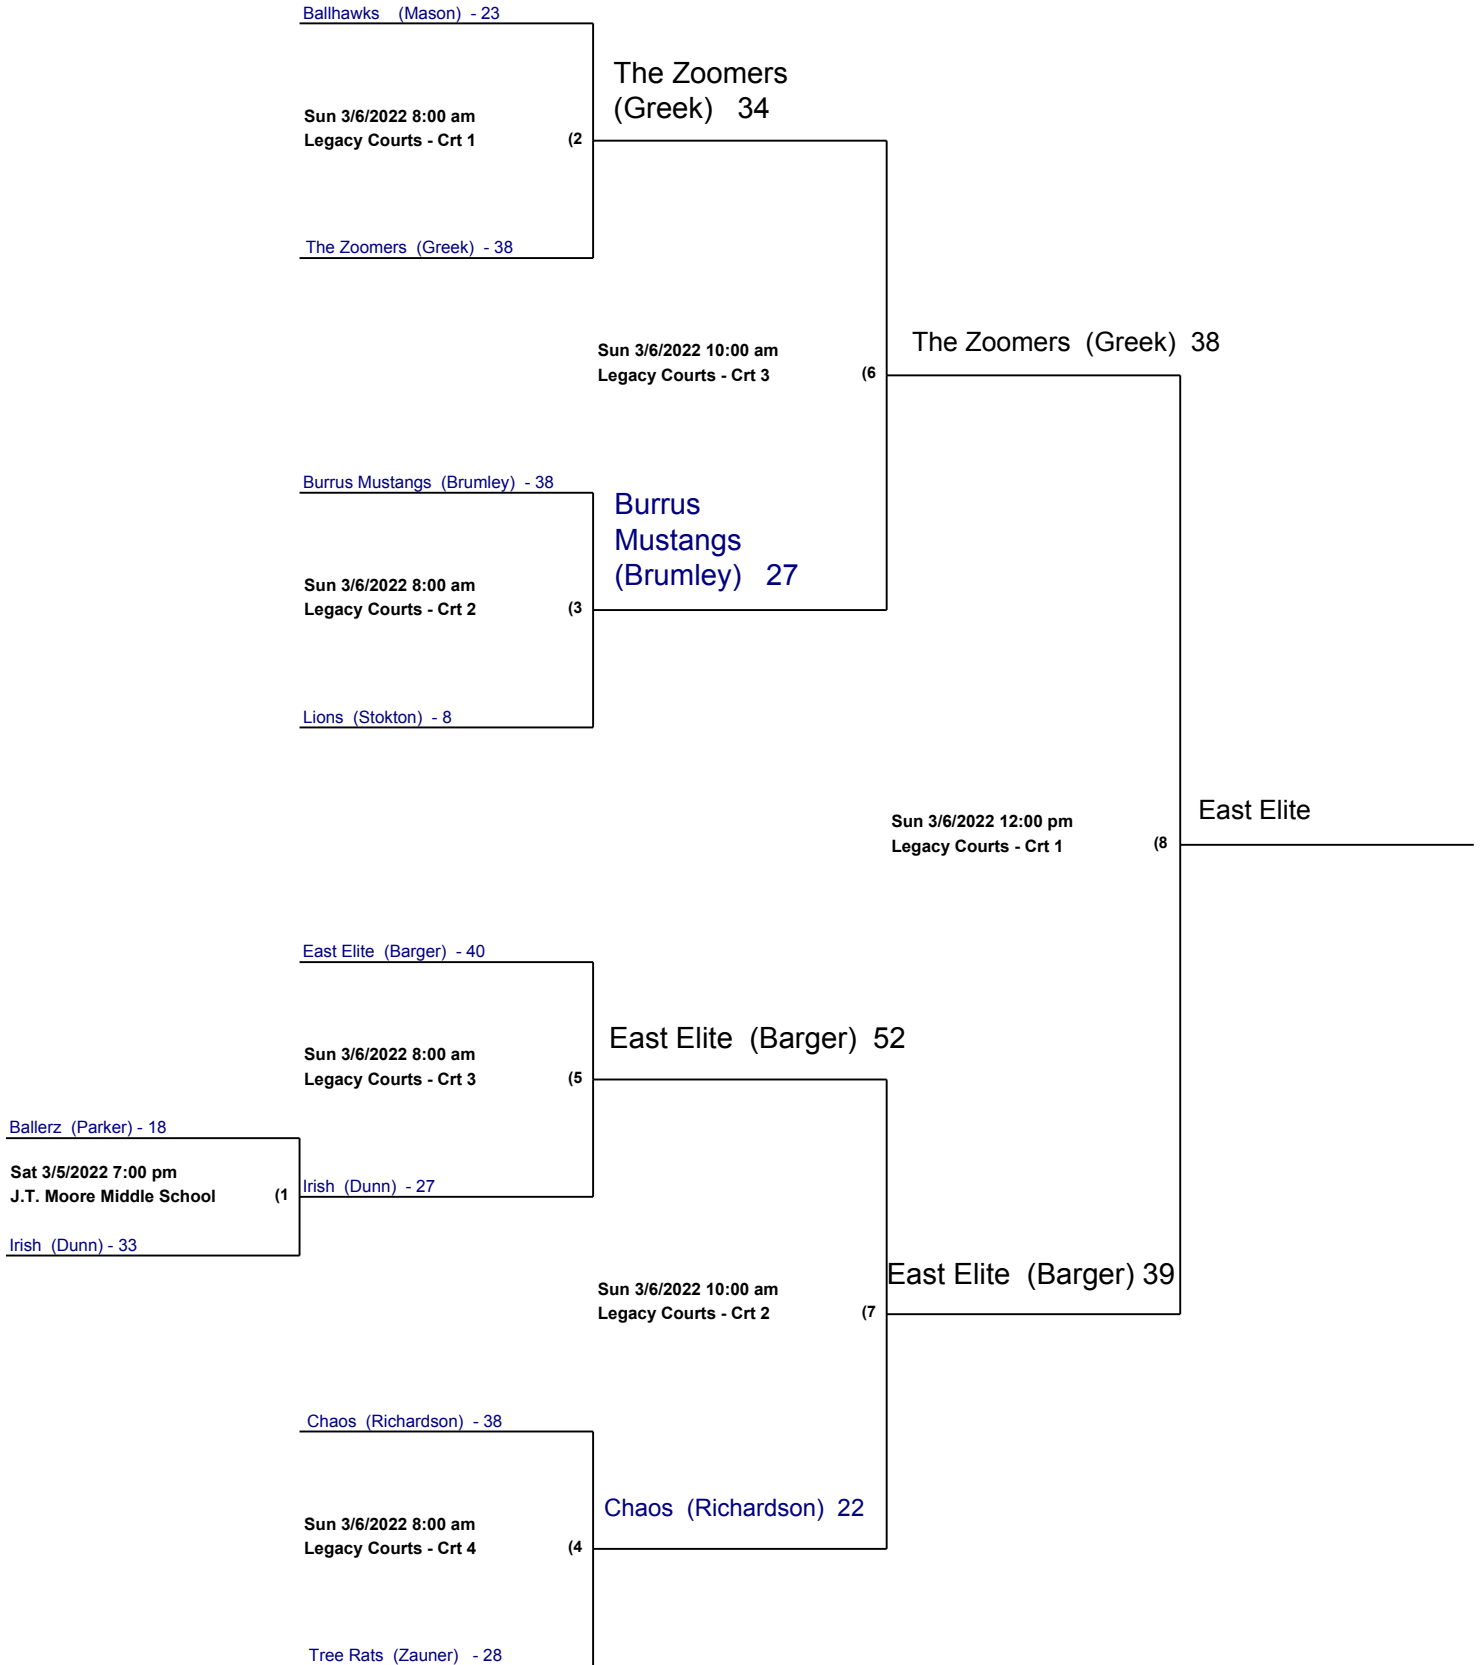 Ballhawks (Mason) - 23
The Zoomers
(Greek) 34
Sun 3/6/2022 8:00 am
Legacy Courts - Crt 1 (2
The Zoomers (Greek) - 38
The Zoomers (Greek) 38
Sun 3/6/2022 10:00 am
Legacy Courts - Crt 3 (6
Burrus Mustangs (Brumley) - 38
Burrus
Mustangs
(Brumley) 27
Sun 3/6/2022 8:00 am
Legacy Courts - Crt 2 (3
Lions (Stokton) - 8
East Elite
Sun 3/6/2022 12:00 pm
Legacy Courts - Crt 1 (8
East Elite (Barger) - 40
East Elite (Barger) 52
Sun 3/6/2022 8:00 am
Legacy Courts - Crt 3 (5
Ballerz (Parker) - 18
Sat 3/5/2022 7:00 pm
J.T. Moore Middle School (1
Irish (Dunn) - 27
Irish (Dunn) - 33
East Elite (Barger) 39
Sun 3/6/2022 10:00 am
Legacy Courts - Crt 2 (7
Chaos (Richardson) - 38
Chaos (Richardson) 22
Sun 3/6/2022 8:00 am
Legacy Courts - Crt 4 (4
Tree Rats (Zauner) - 28